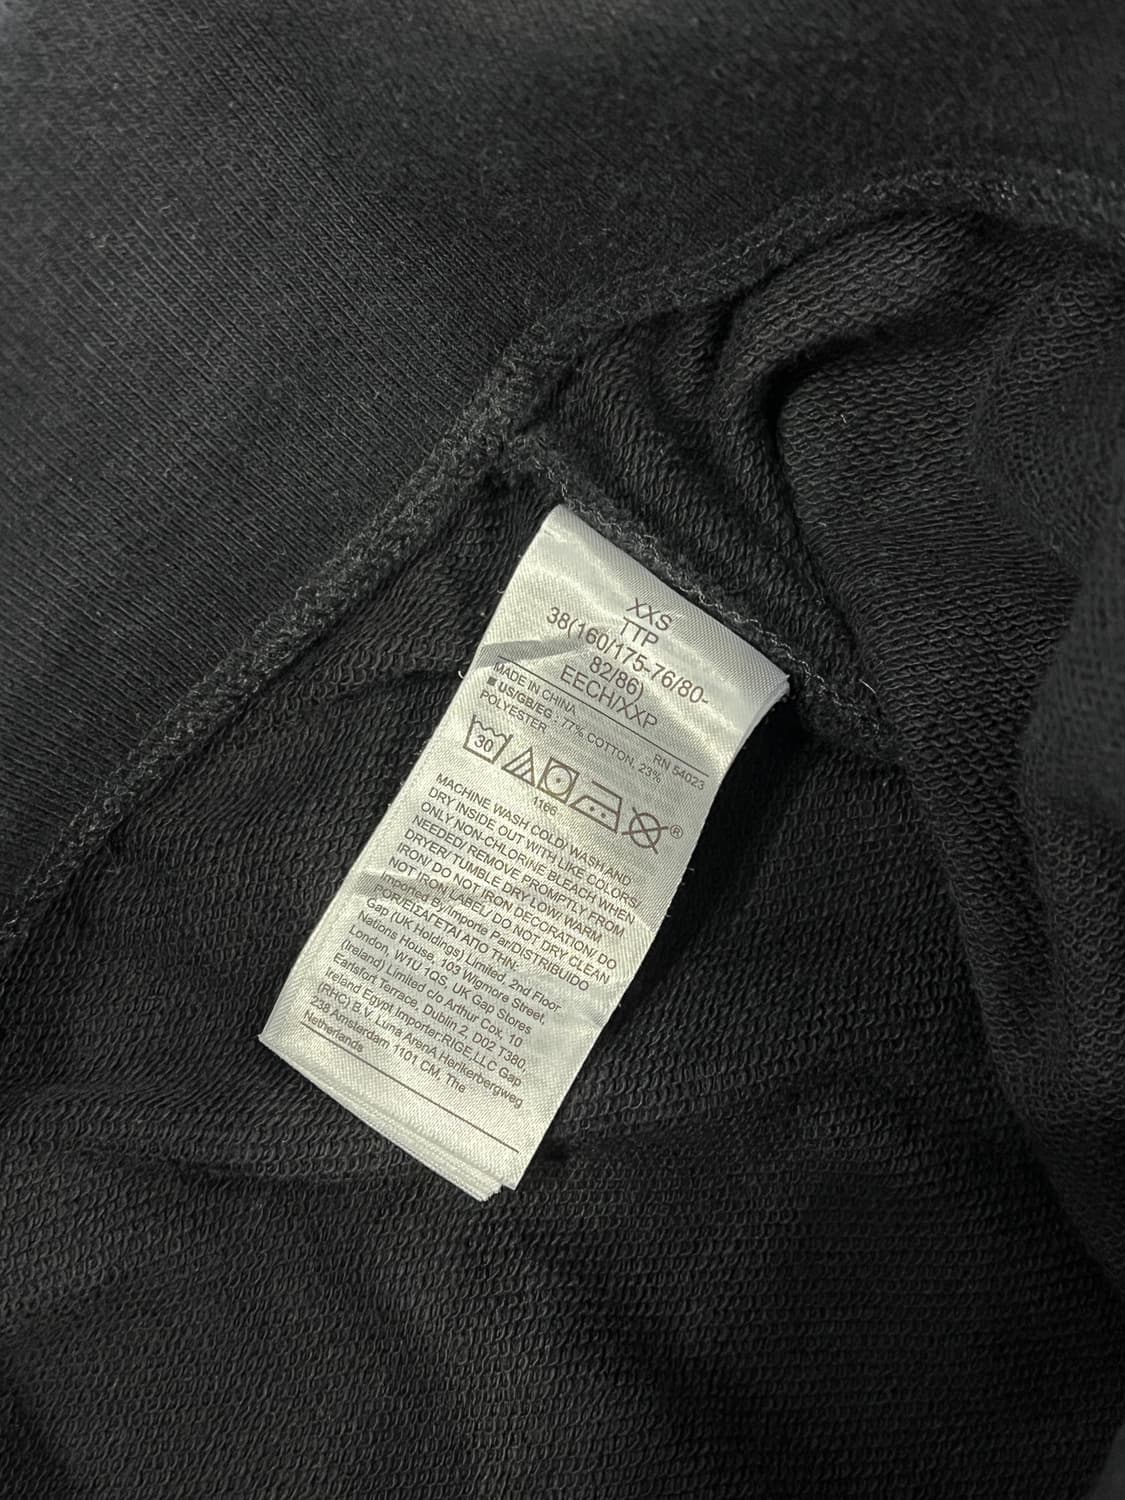 XXS
TTP
38(160/175-76/80-
82/86)
EECH/XXP
MADE IN CHINA RN 54023
US/GB/EG : 77% COTTON, 23%
POLYESTER
30
1166
®
MACHINE WASH COLD/ WASH AND
DRY INSIDE OUT WITH LIKE COLORS/
ONLY NON-CHLORINE BLEACH WHEN
NEEDED/ REMOVE PROMPTLY FROM
DRYER/ TUMBLE DRY LOW/ WARM
IRON/ DO NOT IRON DECORATION/ DO
NOT IRON LABEL/ DO NOT DRY CLEAN
Imported By/Importe Par/DISTRIBUIDO
POR/ΕΙΣΑΓΕΤΑΙ ΑΠΟ ΤΗΝ:
Gap (UK Holdings) Limited, 2nd Floor
Nations House, 103 Wigmore Street,
London, W1U 1QS, UK Gap Stores
(Ireland) Limited c/o Arthur Cox, 10
Earlsfort Terrace, Dublin 2, D02 T380,
Ireland Egypt Importer:RIGE,LLC Gap
(RHC) B.V. Luna ArenA Herikerbergweg
238 Amsterdam 1101 CM, The
Netherlands